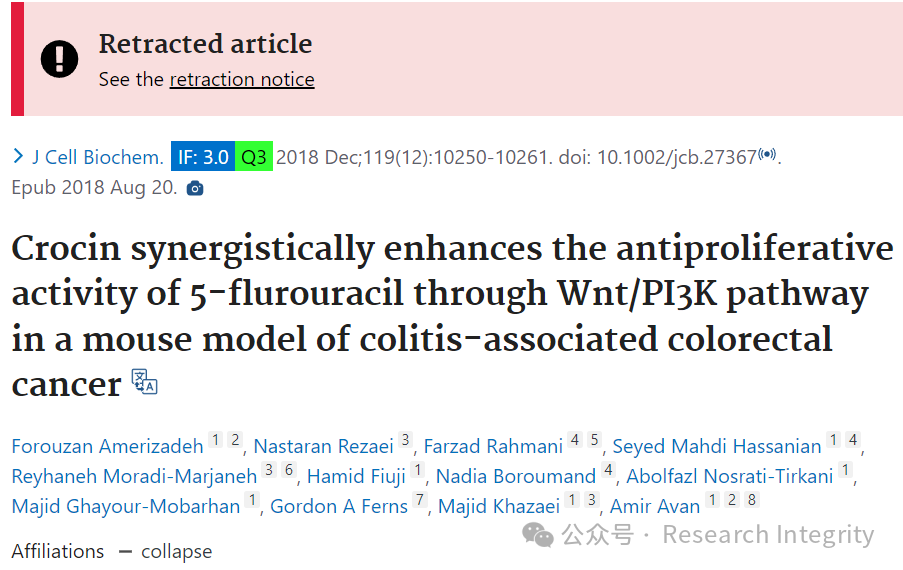 Retracted article
See the retraction notice
J Cell Biochem. IF: 3.0 Q3 2018 Dec;119(12):10250-10261. doi: 10.1002/jcb.27367.
Epub 2018 Aug 20.
Crocin synergistically enhances the antiproliferative
activity of 5-flurouracil through Wnt/PI3K pathway
in a mouse model of colitis-associated colorectal
cancer
Forouzan Amerizadeh 1 2, Nastaran Rezaei 3, Farzad Rahmani 4 5, Seyed Mahdi Hassanian 1 4,
Reyhaneh Moradi-Marjaneh 3 6, Hamid Fiuji 1, Nadia Boroumand 4, Abolfazl Nosrati-Tirkani 1,
Majid Ghayour-Mobarhan 1, Gordon A Ferns 7, Majid Khazaei 1 3, Amir Avan 1 2 8
公众号 · Research Integrity
Affiliations — collapse